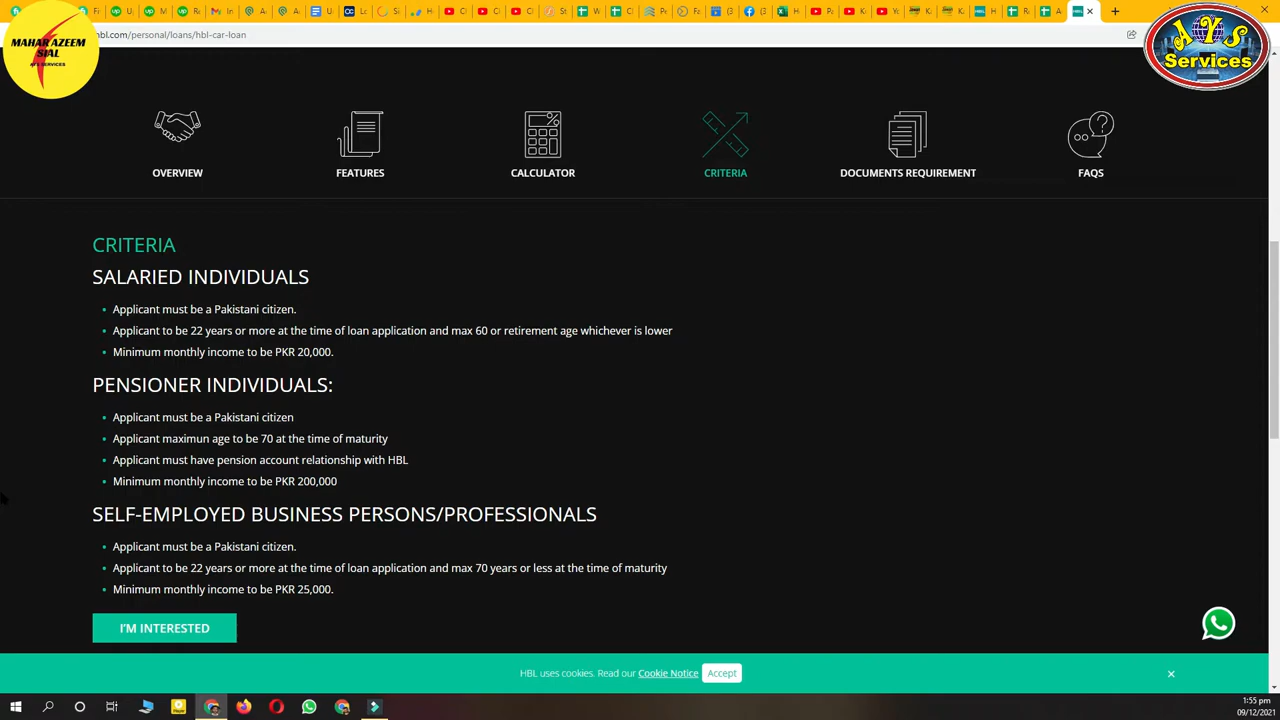 MAHAR AZEEM
SIAL
AYS SERVICES
AYS
Services
bl.com/personal/loans/hbl-car-loan
OVERVIEW
FEATURES
CALCULATOR
CRITERIA
DOCUMENTS REQUIREMENT
FAQS
CRITERIA
SALARIED INDIVIDUALS
Applicant must be a Pakistani citizen.
Applicant to be 22 years or more at the time of loan application and max 60 or retirement age whichever is lower
Minimum monthly income to be PKR 20,000.
PENSIONER INDIVIDUALS:
Applicant must be a Pakistani citizen
Applicant maximun age to be 70 at the time of maturity
Applicant must have pension account relationship with HBL
Minimum monthly income to be PKR 200,000
SELF-EMPLOYED BUSINESS PERSONS/PROFESSIONALS
Applicant must be a Pakistani citizen.
Applicant to be 22 years or more at the time of loan application and max 70 years or less at the time of maturity
Minimum monthly income to be PKR 25,000.
I'M INTERESTED
HBL uses cookies. Read our Cookie Notice Accept
1:55 pm
09/12/2021